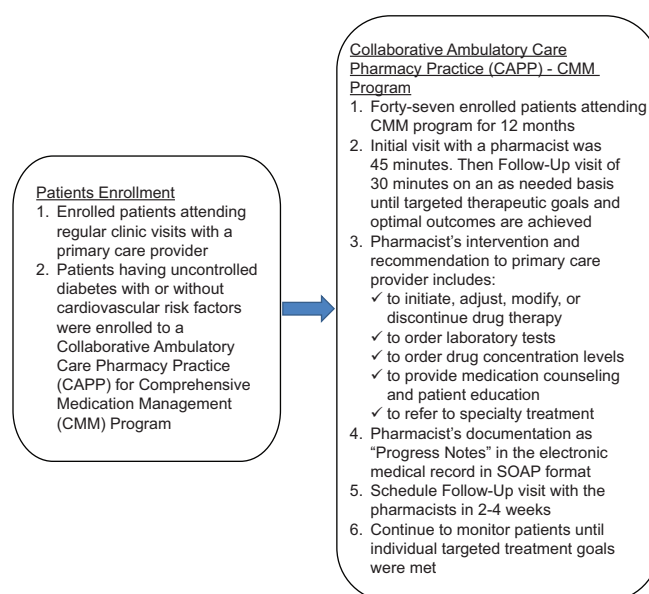 Patients Enrollment
1. Enrolled patients attending
regular clinic visits with a
primary care provider
2. Patients having uncontrolled
diabetes with or without
cardiovascular risk factors
were enrolled to a
Collaborative Ambulatory
Care Pharmacy Practice
(CAPP) for Comprehensive
Medication Management
(CMM) Program
Collaborative Ambulatory Care
Pharmacy Practice (CAPP) - CMM
Program
1. Forty-seven enrolled patients attending
CMM program for 12 months
2. Initial visit with a pharmacist was
45 minutes. Then Follow-Up visit of
30 minutes on an as needed basis
until targeted therapeutic goals and
optimal outcomes are achieved
3. Pharmacist's intervention and
recommendation to primary care
provider includes:
✓ to initiate, adjust, modify, or
discontinue drug therapy
✓ to order laboratory tests
✓ to order drug concentration levels
✓ to provide medication counseling
and patient education
✓ to refer to specialty treatment
4. Pharmacist's documentation as
“Progress Notes” in the electronic
medical record in SOAP format
5. Schedule Follow-Up visit with the
pharmacists in 2-4 weeks
6. Continue to monitor patients until
individual targeted treatment goals
were met